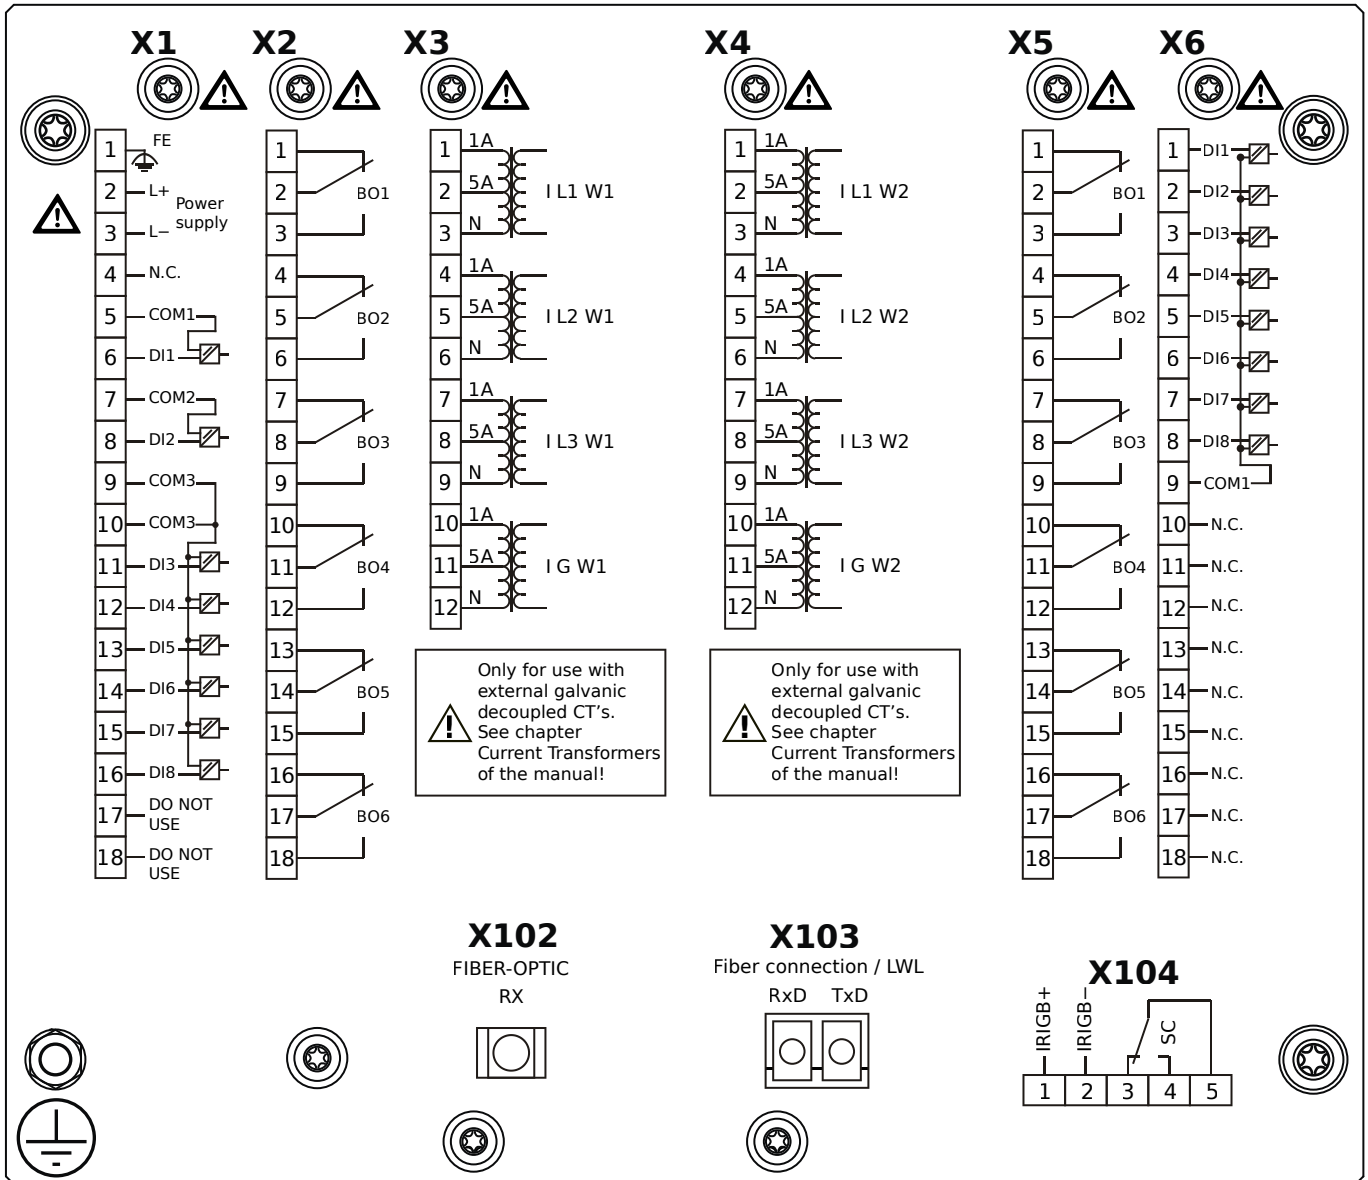 X1
X2
X3
X4
X5
X6
1 FE
2 L+
Power
supply
3 L−
4 N.C.
5 COM1
6 DI1
7 COM2
8 DI2
9 COM3
10 COM3
11 DI3
12 DI4
13 DI5
14 DI6
15 DI7
16 DI8
17 DO NOT
USE
18 DO NOT
USE
1
2 BO1
3
4
5 BO2
6
7
8 BO3
9
10
11 BO4
12
13
14 BO5
15
16
17 BO6
18
1 1A
2 5A I L1 W1
3 N
4 1A
5 5A I L2 W1
6 N
7 1A
8 5A I L3 W1
9 N
10 1A
11 5A I G W1
12 N
Only for use with
external galvanic
decoupled CT's.
See chapter
Current Transformers
of the manual!
1 1A
2 5A I L1 W2
3 N
4 1A
5 5A I L2 W2
6 N
7 1A
8 5A I L3 W2
9 N
10 1A
11 5A I G W2
12 N
Only for use with
external galvanic
decoupled CT's.
See chapter
Current Transformers
of the manual!
1
2 BO1
3
4
5 BO2
6
7
8 BO3
9
10
11 BO4
12
13
14 BO5
15
16
17 BO6
18
1 DI1
2 DI2
3 DI3
4 DI4
5 DI5
6 DI6
7 DI7
8 DI8
9 COM1
10 N.C.
11 N.C.
12 N.C.
13 N.C.
14 N.C.
15 N.C.
16 N.C.
17 N.C.
18 N.C.
X102
FIBER-OPTIC
RX
X103
Fiber connection / LWL
RxD TxD
X104
IRIGB+
IRIGB−
SC
1 2 3 4 5